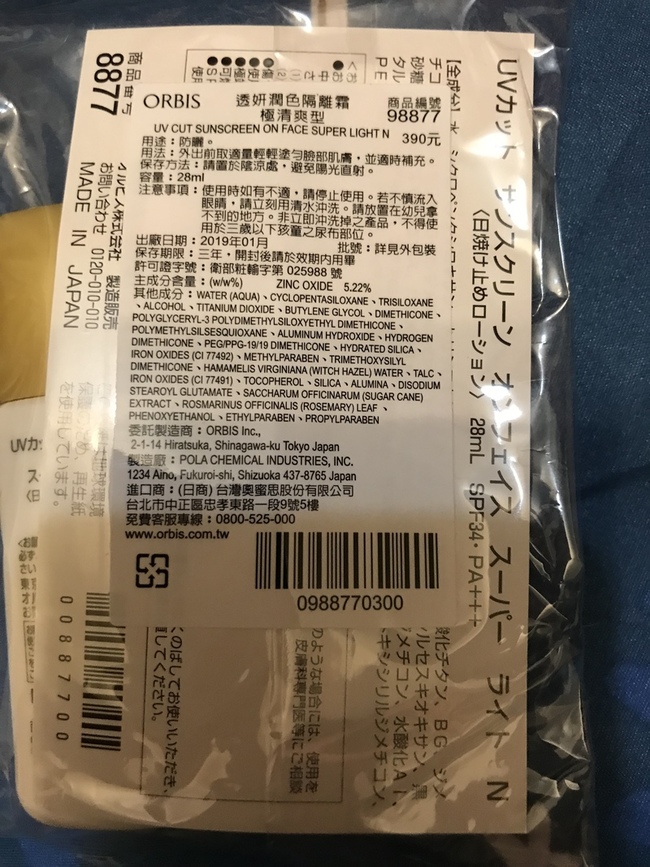 ORBIS 透妍潤色隔離霜 商品編號
極清爽型 98877
UV CUT SUNSCREEN ON FACE SUPER LIGHT N 390元
用途：防曬。
用法：外出前取適量輕輕塗勻臉部肌膚，並適時補充。
保存方法：請置於陰涼處，避免陽光直射。
容量：28ml
注意事項：使用時如有不適，請停止使用。若不慎流入
眼睛，請立刻用清水沖洗。請放置在幼兒拿
不到的地方。非立即沖洗掉之產品，不得使
用於三歲以下孩童之尿布部位。
出廠日期：2019年01月 批號：詳見外包裝
保存期限：三年，開封後請於效期內用畢
許可證字號：衛部粧輸字第 025988 號
主成分含量：(w/w%) ZINC OXIDE 5.22%
其他成分：WATER (AQUA)、CYCLOPENTASILOXANE、TRISILOXANE
、ALCOHOL、TITANIUM DIOXIDE、BUTYLENE GLYCOL、DIMETHICONE、
POLYGLYCERYL-3 POLYDIMETHYLSILOXYETHYL DIMETHICONE、
POLYMETHYLSILSESQUIOXANE、ALUMINUM HYDROXIDE、HYDROGEN
DIMETHICONE、PEG/PPG-19/19 DIMETHICONE、HYDRATED SILICA、
IRON OXIDES (CI 77492)、METHYLPARABEN、TRIMETHOXYSILYL
DIMETHICONE、HAMAMELIS VIRGINIANA (WITCH HAZEL) WATER、TALC、
IRON OXIDES (CI 77491)、TOCOPHEROL、SILICA、ALUMINA、DISODIUM
STEAROYL GLUTAMATE、SACCHARUM OFFICINARUM (SUGAR CANE)
EXTRACT、ROSMARINUS OFFICINALIS (ROSEMARY) LEAF、
PHENOXYETHANOL、ETHYLPARABEN、PROPYLPARABEN
委託製造商：ORBIS Inc.,
2-1-14 Hiratsuka, Shinagawa-ku Tokyo Japan
製造廠：POLA CHEMICAL INDUSTRIES, INC.
1234 Aino, Fukuroi-shi, Shizuoka 437-8765 Japan
進口商：(日商) 台灣奧蜜思股份有限公司
台北市中正區忠孝東路一段9號5樓
免費客服專線：0800-525-000
www.orbis.com.tw
0988770300
UVカット サンスクリーン オンフェイス スーパー ライト N
〈日焼け止めローション〉 28mL SPF34・PA+++
商品番号
8877
製造販売
お問い合わせ 0120-010-010
MADE IN JAPAN
00887700